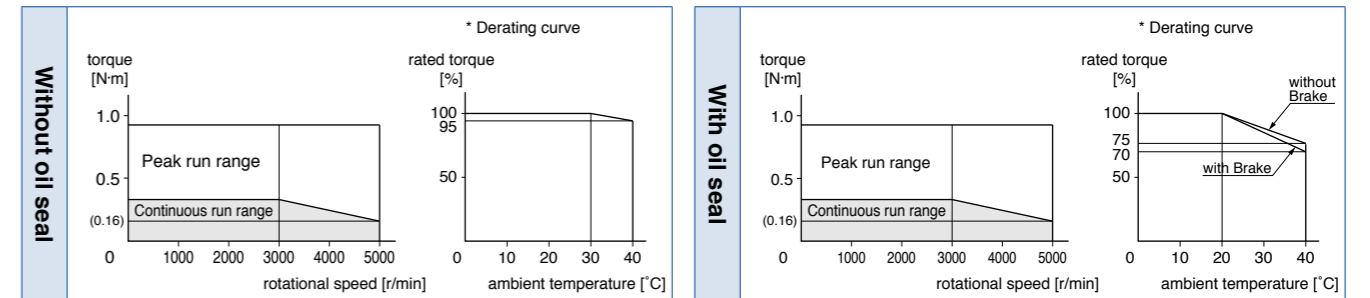 Without oil seal
* Derating curve
torque
[N·m]
1.0
0.5
(0.16)
0
Peak run range
Continuous run range
1000 2000 3000 4000 5000
rotational speed [r/min]
rated torque
[%]
100
95
50
0 10 20 30 40
ambient temperature [˚C]
With oil seal
* Derating curve
torque
[N·m]
1.0
0.5
(0.16)
0
Peak run range
Continuous run range
1000 2000 3000 4000 5000
rotational speed [r/min]
rated torque
[%]
without
Brake
100
75
70
with Brake
50
0 10 20 30 40
ambient temperature [˚C]